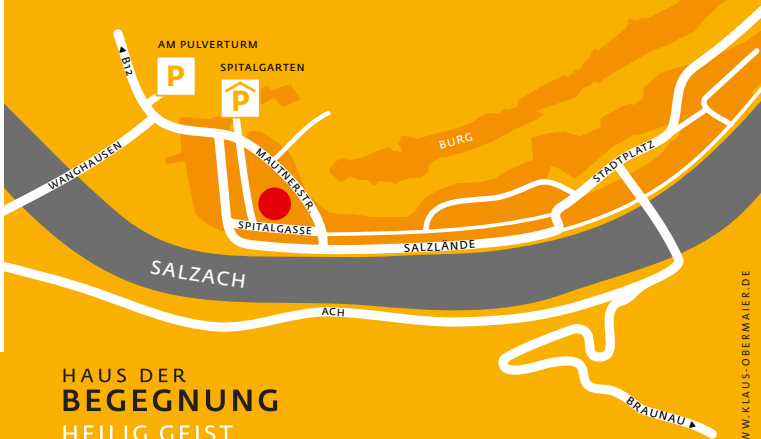 AM PULVERTURM
P
SPITALGARTEN
P
B12
WANGHAUSEN
MAUTNERSTR.
BURG
STADTPLATZ
SPITALGASSE
SALZLÄNDE
SALZACH
ACH
HAUS DER
BEGEGNUNG
HEILIG GEIST
BRAUNAU
WW.KLAUS-OBERMAIER.DE